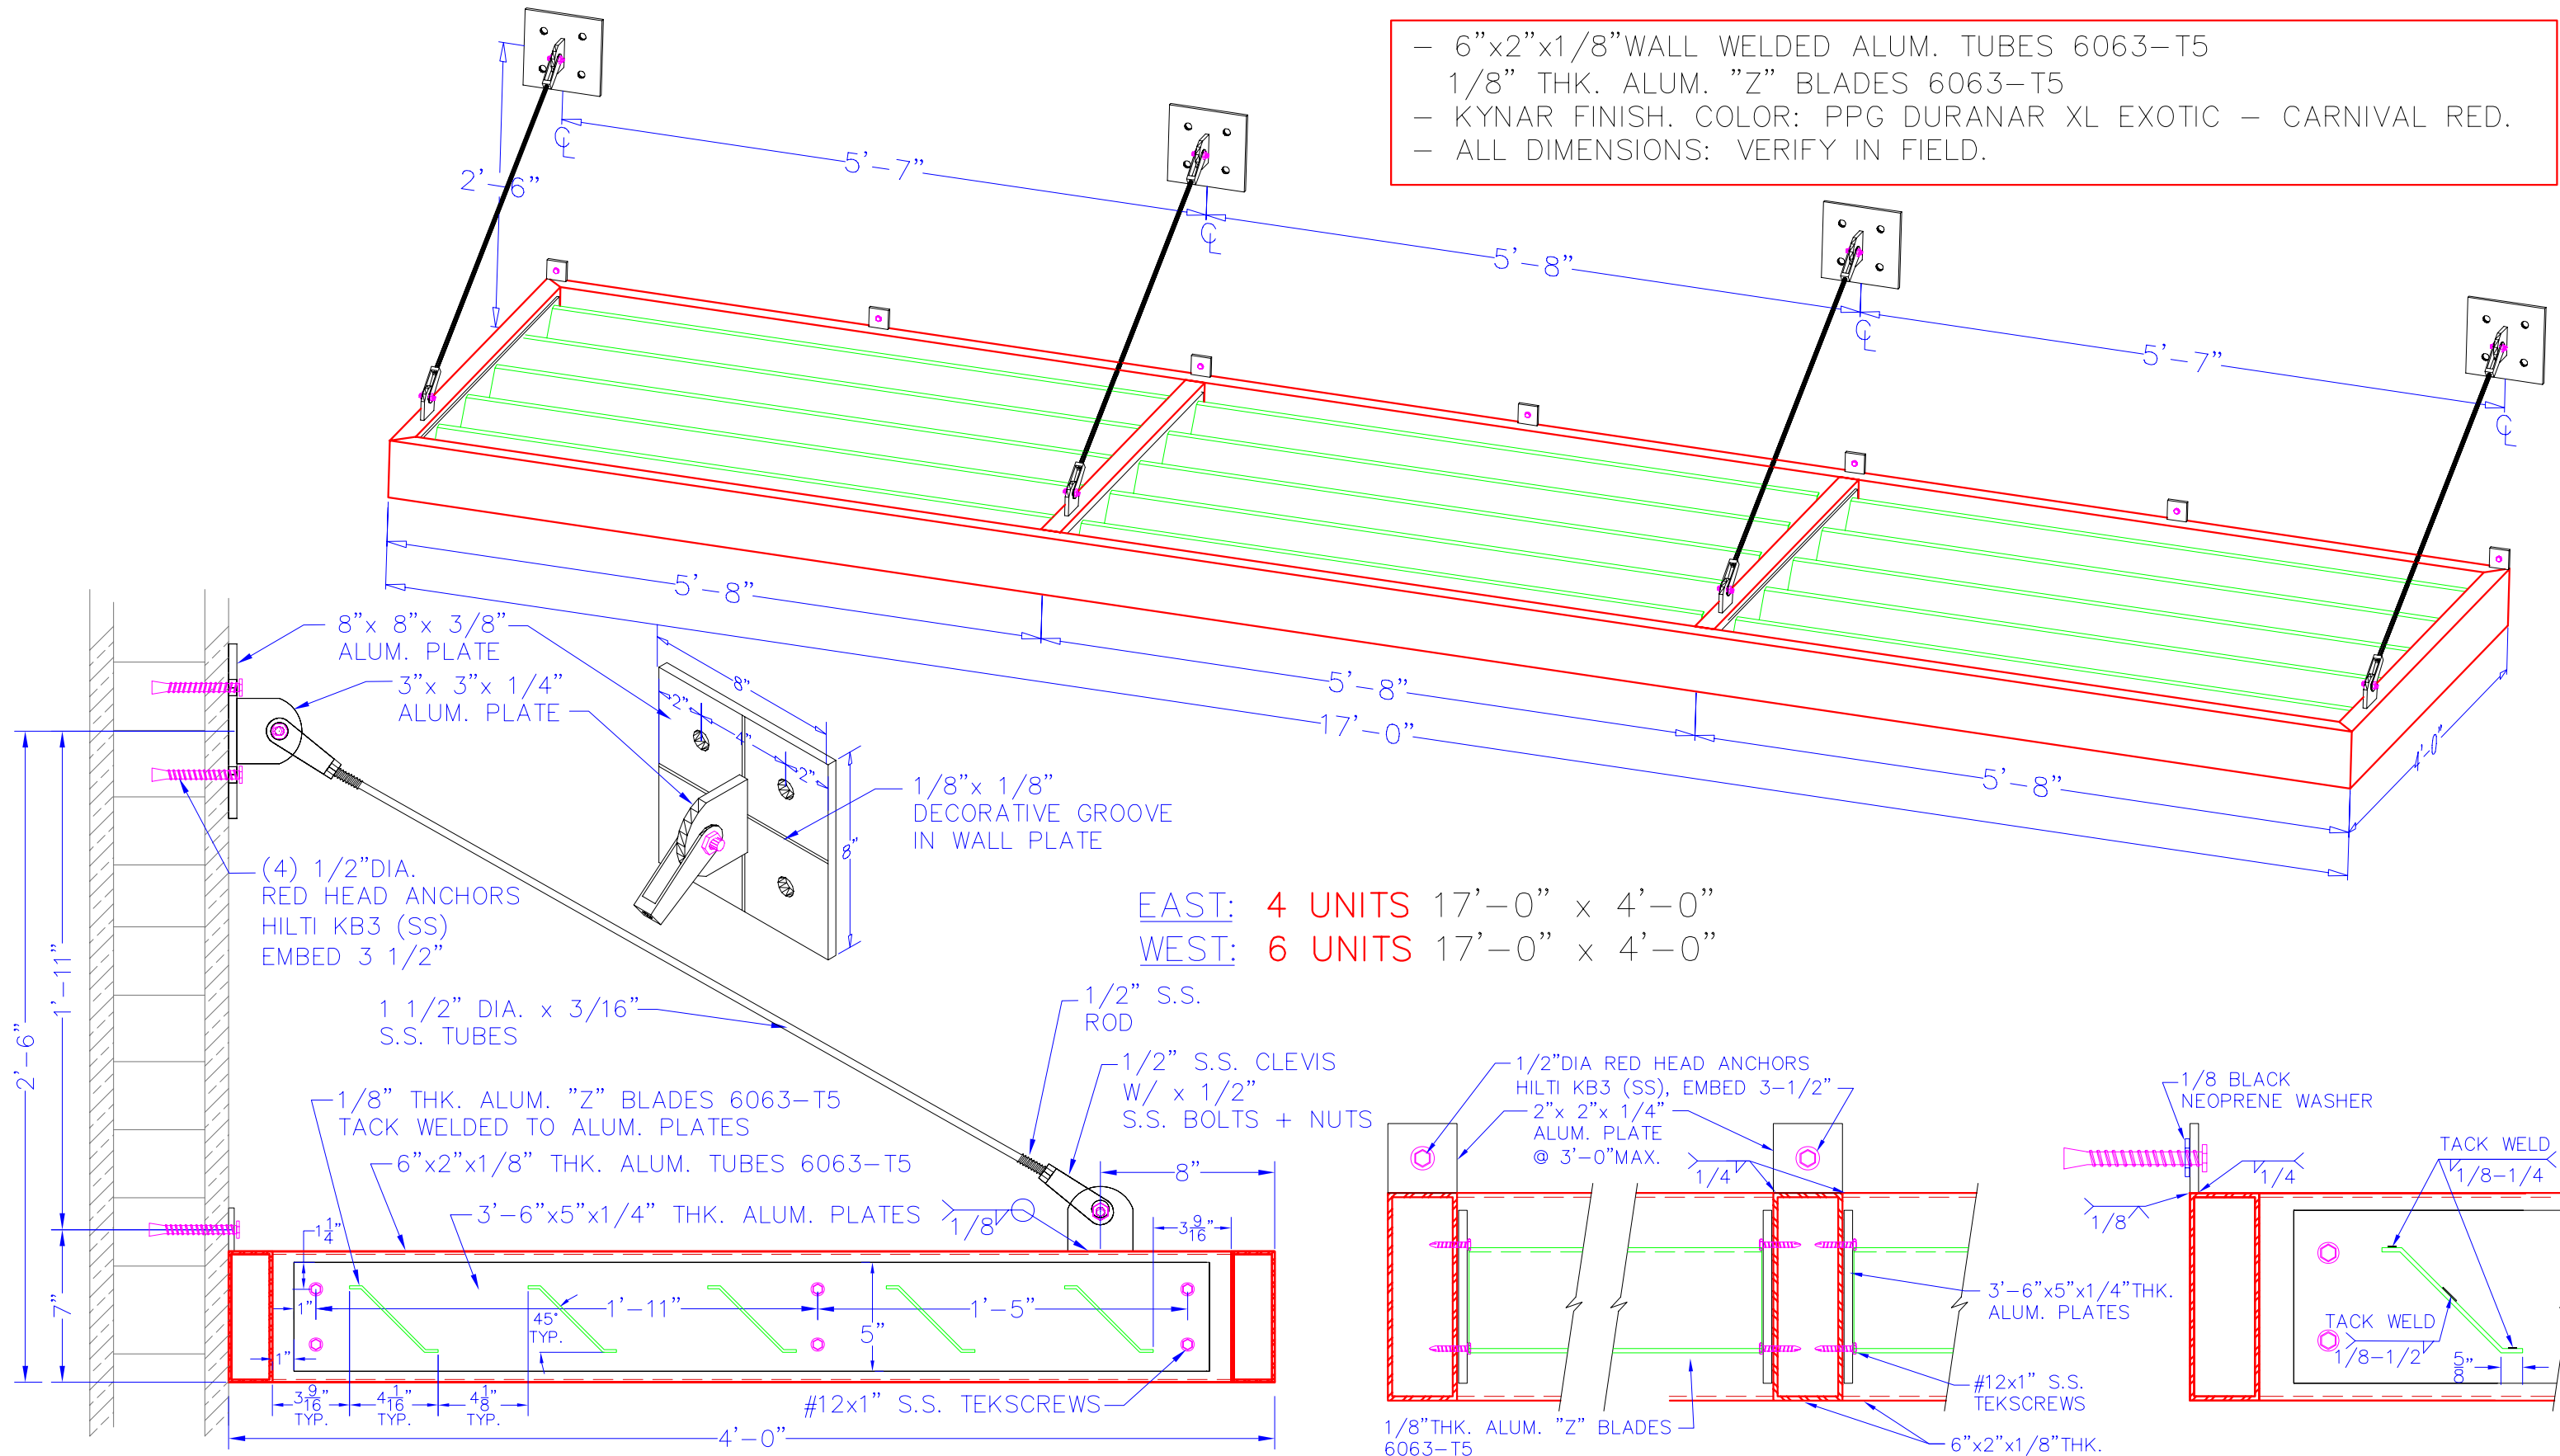 – 6”x2”x1/8”WALL WELDED ALUM. TUBES 6063–T5
1/8” THK. ALUM. ”Z” BLADES 6063–T5
– KYNAR FINISH. COLOR: PPG DURANAR XL EXOTIC – CARNIVAL RED.
– ALL DIMENSIONS: VERIFY IN FIELD.
2’–6”
5’–7”
5’–8”
5’–7”
℄
℄
℄
℄
5’–8”
5’–8”
5’–8”
17’–0”
4’–0”
8”x 8”x 3/8”
ALUM. PLATE
3”x 3”x 1/4”
ALUM. PLATE
8”
2”
4”
2”
8”
1/8”x 1/8”
DECORATIVE GROOVE
IN WALL PLATE
(4) 1/2”DIA.
RED HEAD ANCHORS
HILTI KB3 (SS)
EMBED 3 1/2”
EAST: 4 UNITS 17’–0” x 4’–0”
WEST: 6 UNITS 17’–0” x 4’–0”
2’–6”
1’–11”
7”
1 1/2” DIA. x 3/16”
S.S. TUBES
1/2” S.S.
ROD
1/2” S.S. CLEVIS
W/ x 1/2”
S.S. BOLTS + NUTS
1/8” THK. ALUM. ”Z” BLADES 6063–T5
TACK WELDED TO ALUM. PLATES
6”x2”x1/8” THK. ALUM. TUBES 6063–T5
3’–6”x5”x1/4” THK. ALUM. PLATES
1/8
8”
3 9/16”
1 1/4”
1”
1’–11”
1’–5”
45°
TYP.
5”
1”
3 9/16”
TYP.
4 1/16”
TYP.
4 1/8”
TYP.
#12x1” S.S. TEKSCREWS
4’–0”
1/2”DIA RED HEAD ANCHORS
HILTI KB3 (SS), EMBED 3–1/2”
2”x 2”x 1/4”
ALUM. PLATE
@ 3’–0”MAX.
1/4
3’–6”x5”x1/4”THK.
ALUM. PLATES
#12x1” S.S.
TEKSCREWS
1/8”THK. ALUM. ”Z” BLADES
6063–T5
6”x2”x1/8”THK.
1/8 BLACK
NEOPRENE WASHER
1/4
1/8
TACK WELD
1/8–1/4
TACK WELD
1/8–1/2
5/8”